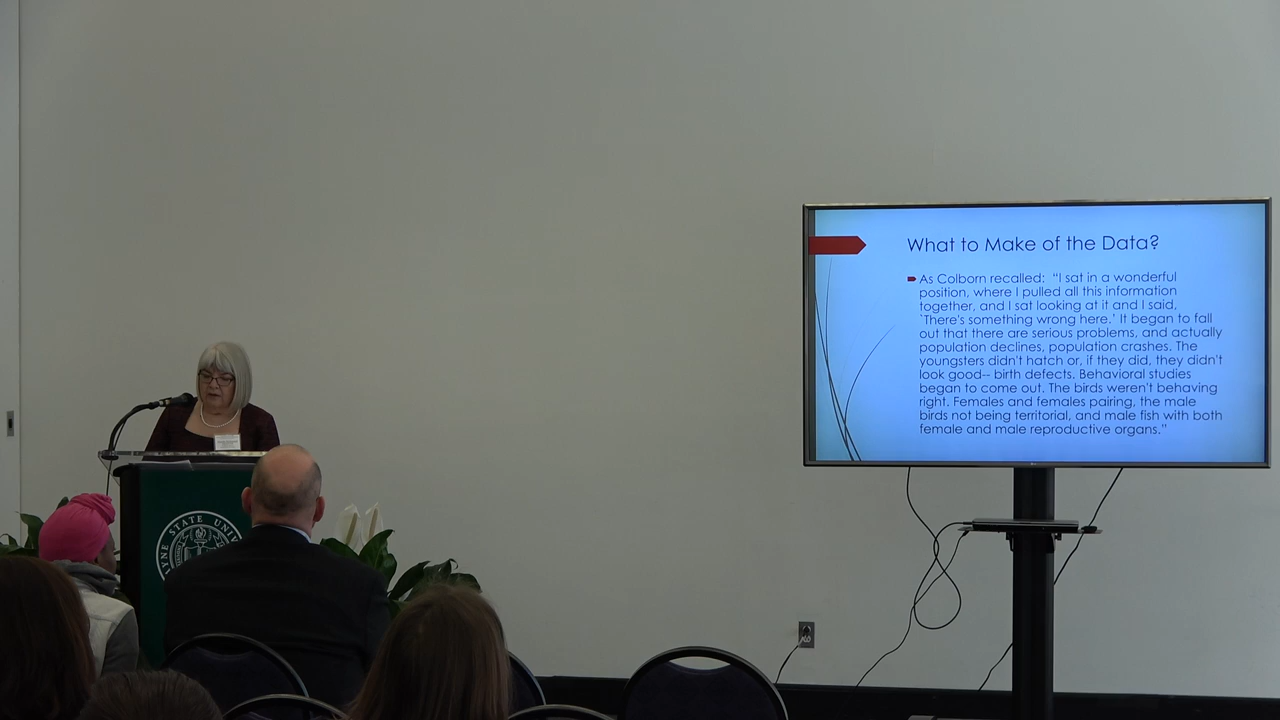 What to Make of the Data?
As Colborn recalled: “I sat in a wonderful
position, where I pulled all this information
together, and I sat looking at it and I said,
`There's something wrong here.' It began to fall
out that there are serious problems, and actually
population declines, population crashes. The
youngsters didn't hatch or, if they did, they didn't
look good-- birth defects. Behavioral studies
began to come out. The birds weren't behaving
right. Females and females pairing, the male
birds not being territorial, and male fish with both
female and male reproductive organs.”
YNE STATE UNIV